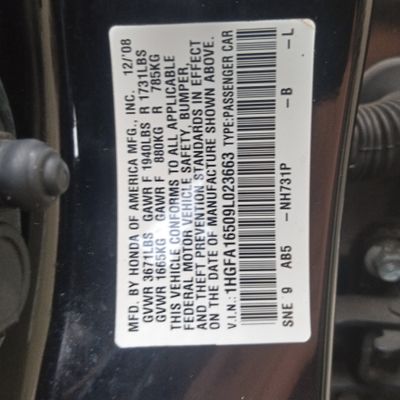 MFD. BY HONDA OF AMERICA MFG., INC. 12/'08
GVWR 3671LBS GAWR F 1940LBS R 1731LBS
GVWR 1665KG GAWR F 880KG R 785KG
THIS VEHICLE CONFORMS TO ALL APPLICABLE
FEDERAL MOTOR VEHICLE SAFETY, BUMPER,
AND THEFT PREVENTION STANDARDS IN EFFECT
ON THE DATE OF MANUFACTURE SHOWN ABOVE.
V.I.N.: 1HGFA16509L023663 TYPE:PASSENGER CAR
SNE 9 AB5 -NH731P -B -L